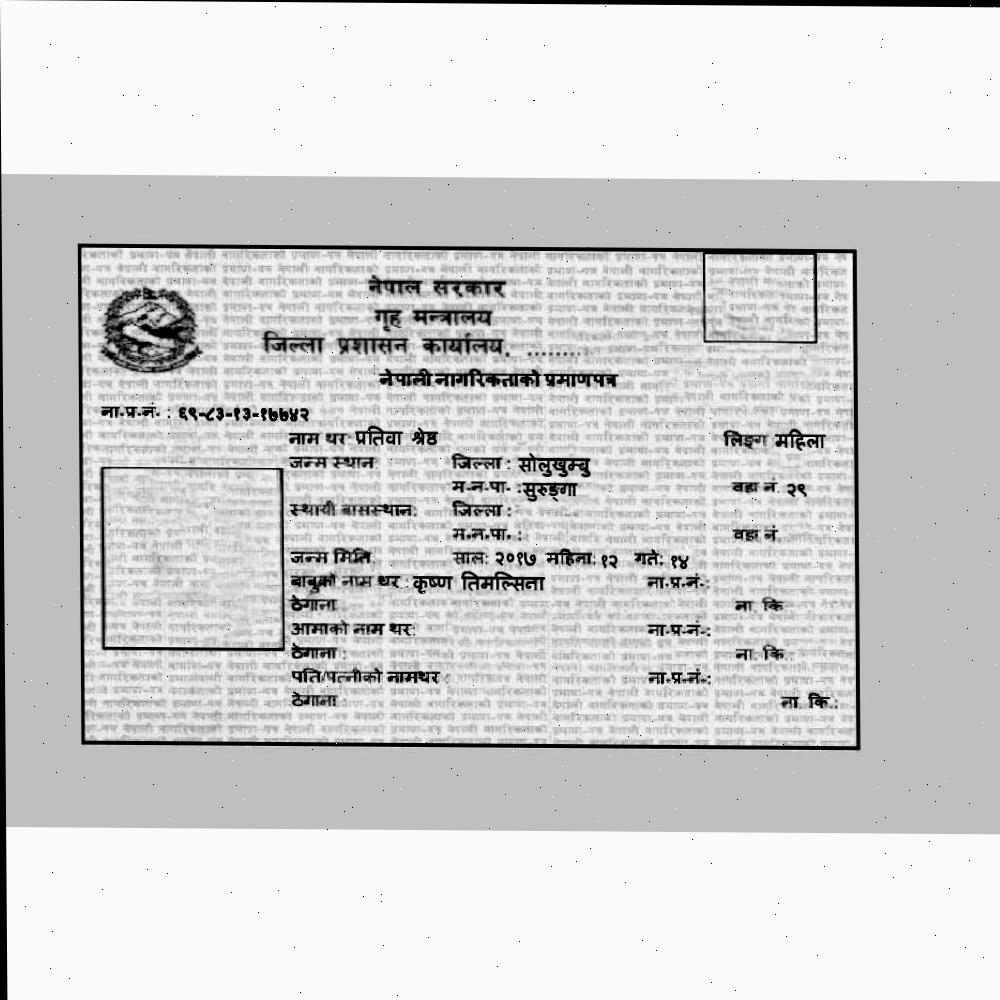 नेपाल सरकार
गृह मन्त्रालय
जिल्ला प्रशासन कार्यालय, ........
नेपाली नागरिकताको प्रमाणपत्र
ना.प्र.नं. : ६९-८३-१३-१७७४२
नाम थर प्रतिवा श्रेष्ठ लिङ्ग महिला
जन्म स्थान जिल्ला : सोलुखुम्बु
म.न.पा. : सुरुङ्गा वडा नं. २९
स्थायी बासस्थान: जिल्ला :
म.न.पा. : वडा नं.
जन्म मिति साल: २०१७ महिना: १२ गते: १४
बाबुको नाम थर : कृष्ण तिमल्सिना ना.प्र.नं.:
ठेगाना ना. कि.:
आमाको नाम थर: ना.प्र.नं.:
ठेगाना : ना. कि.:
पति/पत्नीको नामथर : ना.प्र.नं.:
ठेगाना : ना. कि.: